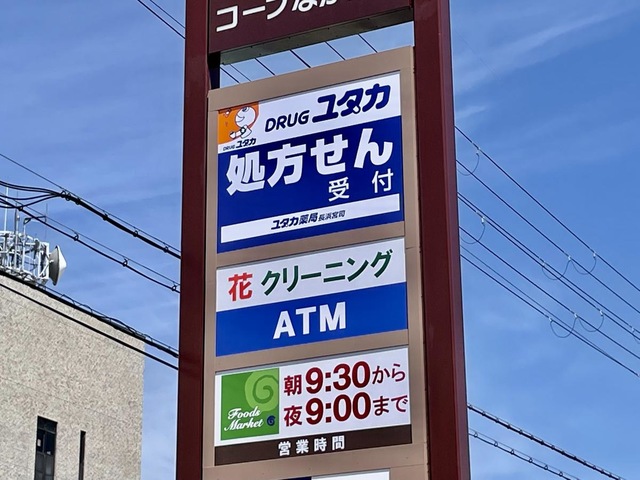 コープなが
DRUG ユタカ
DRUG ユタカ
処方せん
受付
ユタカ薬局 長浜宮司
花 クリーニング
ATM
Foods Market
朝9:30から
夜9:00まで
営業時間